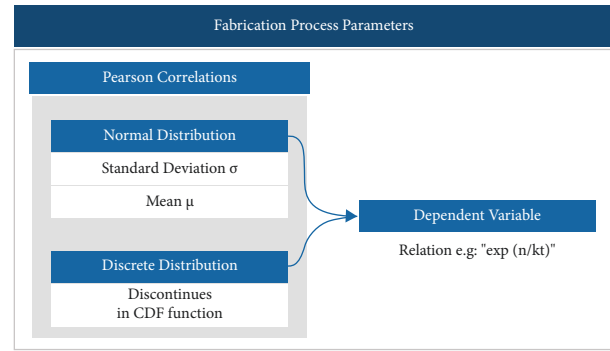 Fabrication Process Parameters
Pearson Correlations
Normal Distribution
Standard Deviation σ
Mean μ
Discrete Distribution
Discontinues
in CDF function
Dependent Variable
Relation e.g: "exp (n/kt)"